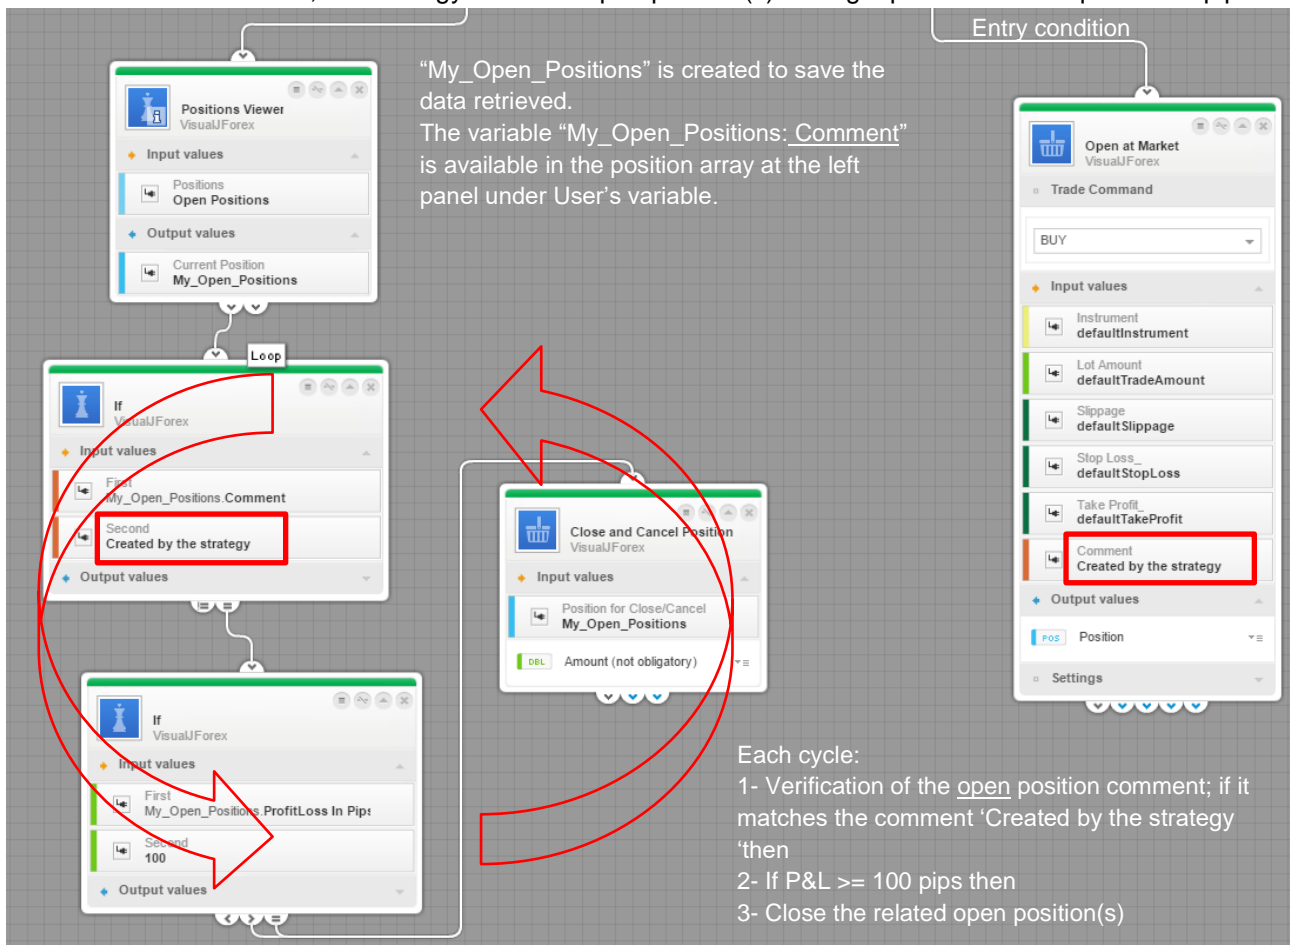 Entry condition
"My_Open_Positions" is created to save the
data retrieved.
The variable "My_Open_Positions: Comment"
is available in the position array at the left
panel under User's variable.
Positions Viewer
VisualJForex
Input values
Positions
Open Positions
Output values
Current Position
My_Open_Positions
Loop
If
VisualJForex
Input values
First
My_Open_Positions.Comment
Second
Created by the strategy
Output values
If
VisualJForex
Input values
First
My_Open_Positions.ProfitLoss In Pips
Second
100
Output values
Close and Cancel Position
VisualJForex
Input values
Position for Close/Cancel
My_Open_Positions
DBL Amount (not obligatory)
Open at Market
VisualJForex
Trade Command
BUY
Input values
Instrument
defaultInstrument
Lot Amount
defaultTradeAmount
Slippage
defaultSlippage
Stop Loss_
defaultStopLoss
Take Profit_
defaultTakeProfit
Comment
Created by the strategy
Output values
POS Position
Settings
Each cycle:
1- Verification of the open position comment; if it
matches the comment 'Created by the strategy
'then
2- If P&L >= 100 pips then
3- Close the related open position(s)